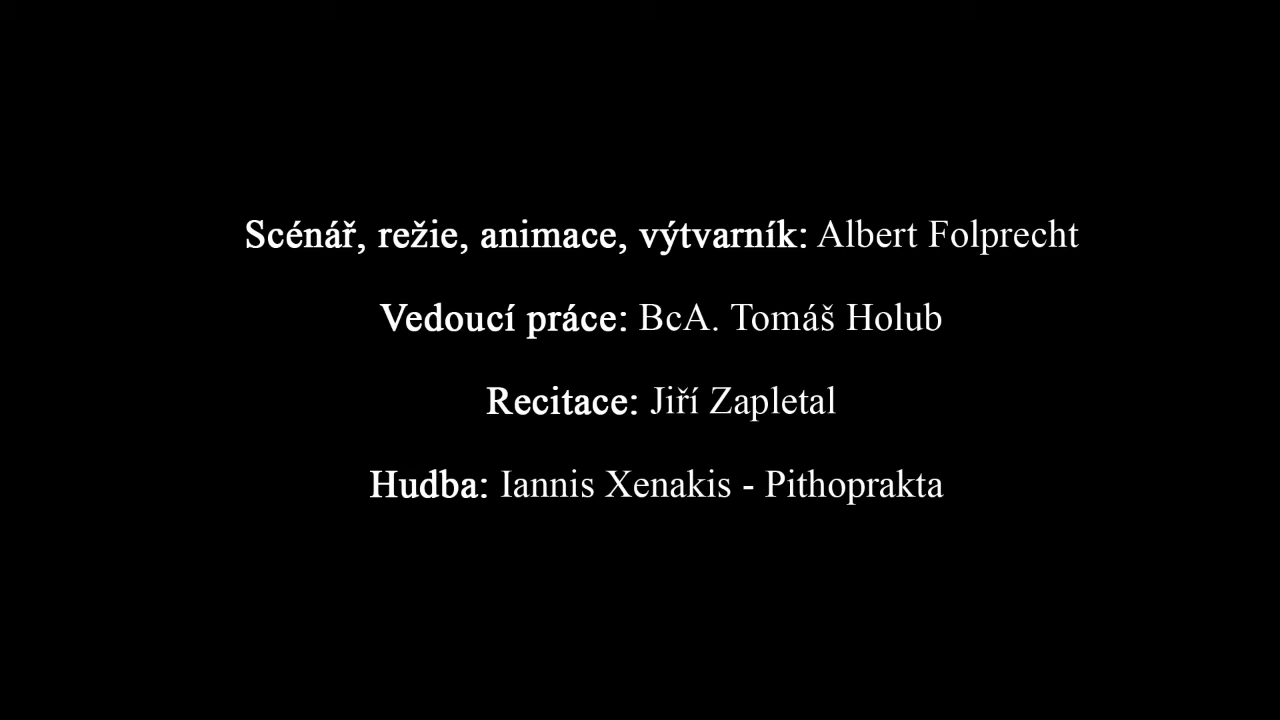 Scénář, režie, animace, výtvarník: Albert Folprecht
Vedoucí práce: BcA. Tomáš Holub
Recitace: Jiří Zapletal
Hudba: Iannis Xenakis - Pithoprakta